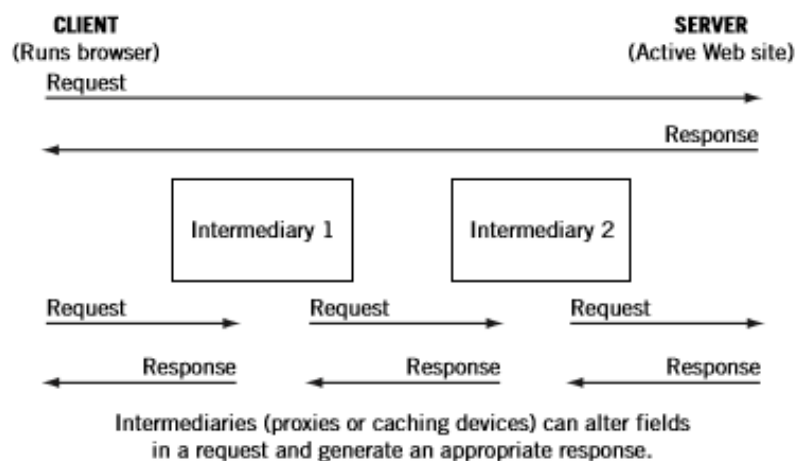 CLIENT
(Runs browser)
SERVER
(Active Web site)
Request
Response
Intermediary 1
Intermediary 2
Request
Request
Request
Response
Response
Response
Intermediaries (proxies or caching devices) can alter fields
in a request and generate an appropriate response.